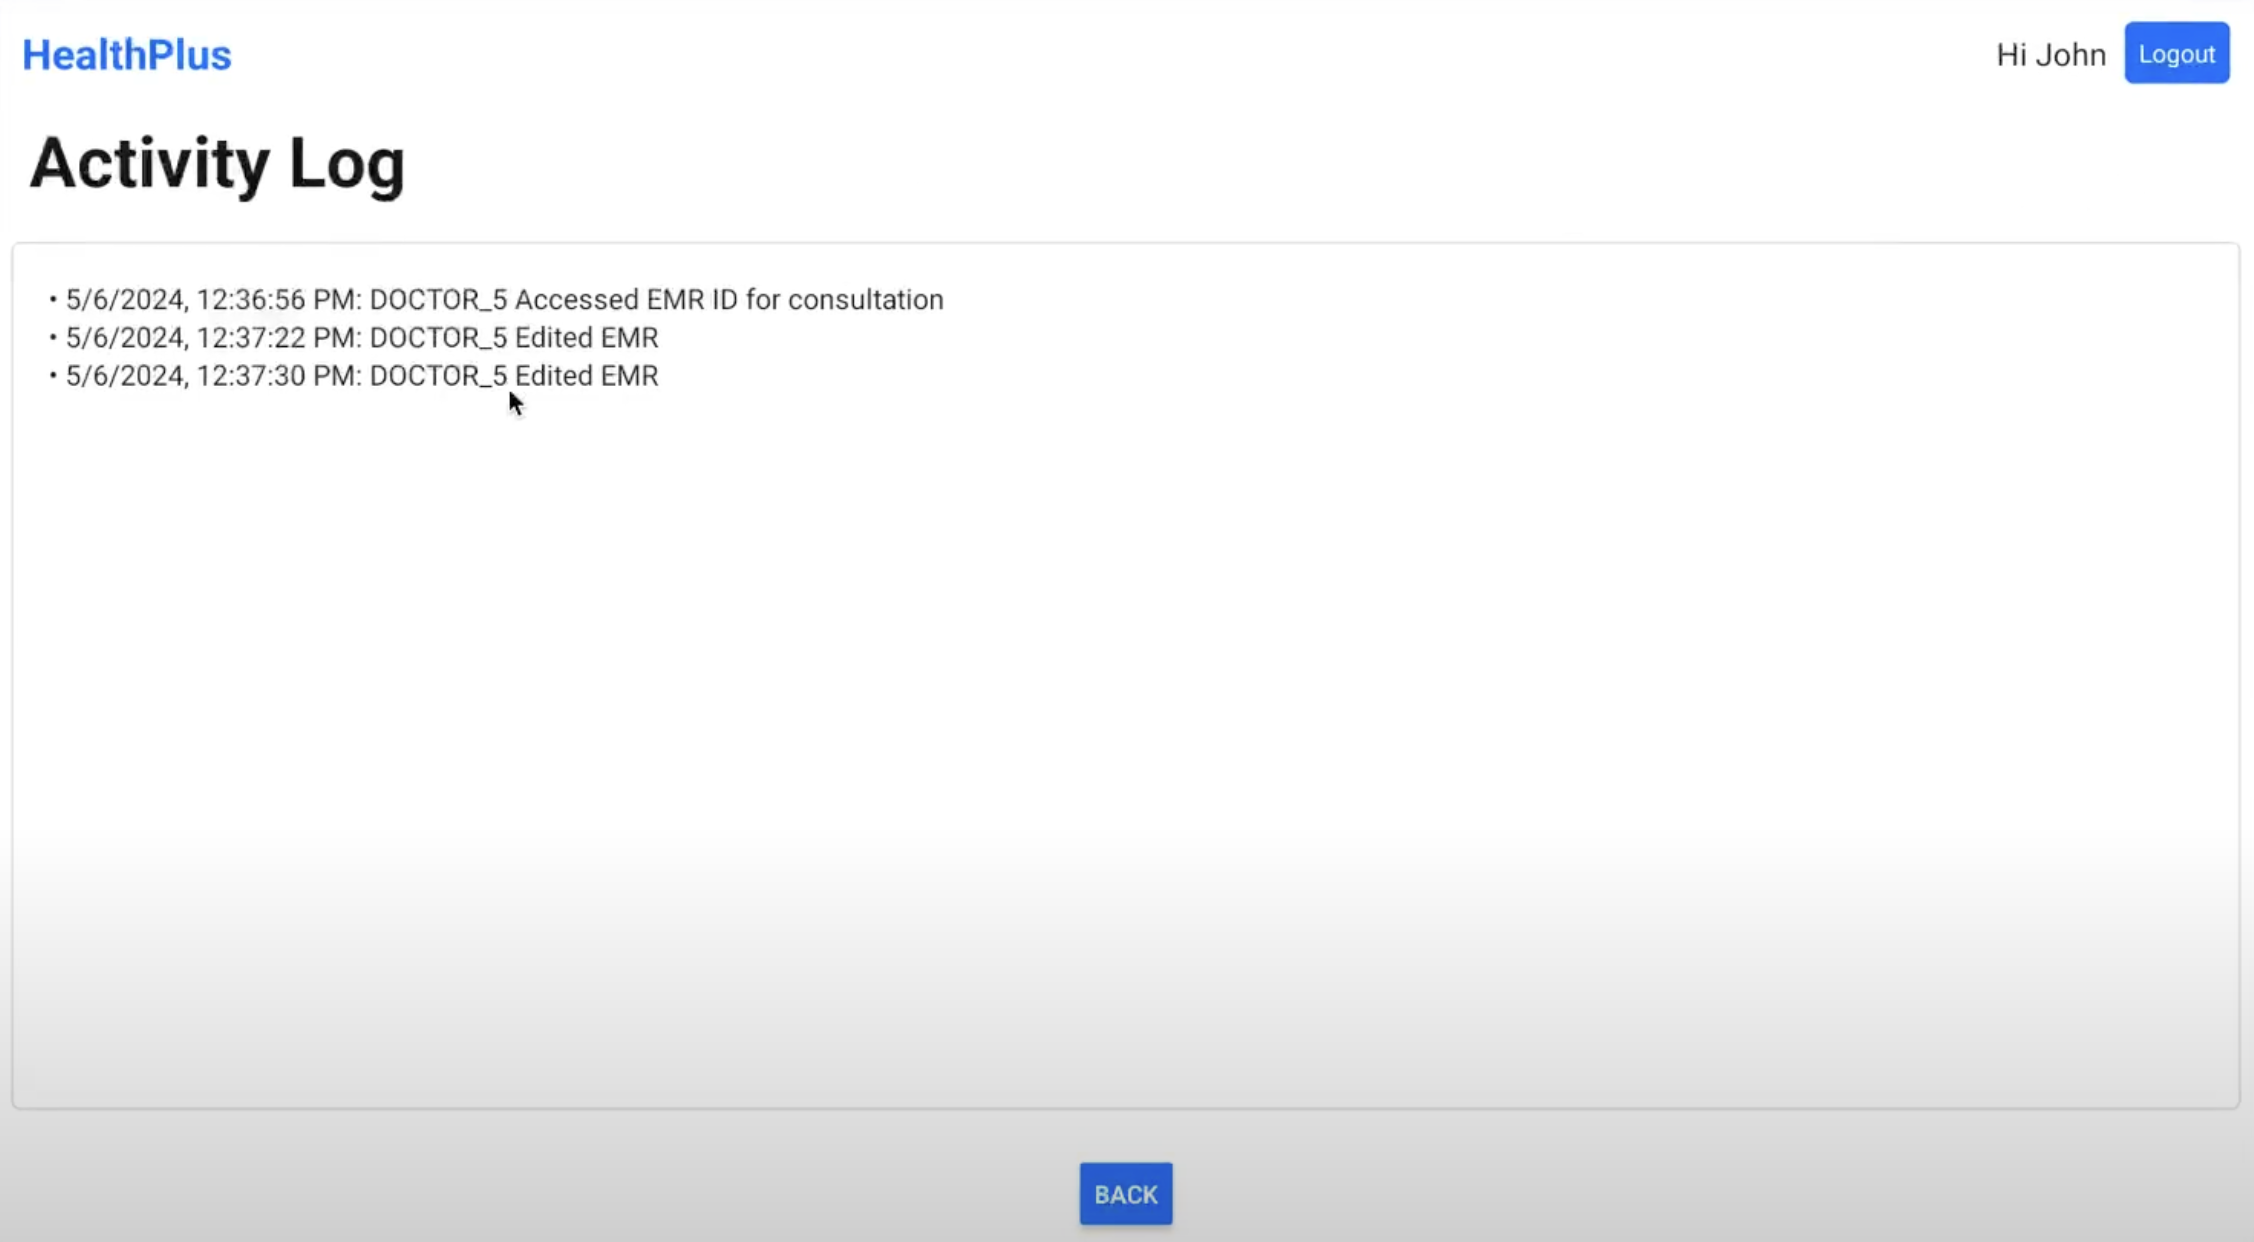 HealthPlus
Hi John
Logout
Activity Log
• 5/6/2024, 12:36:56 PM: DOCTOR_5 Accessed EMR ID for consultation
• 5/6/2024, 12:37:22 PM: DOCTOR_5 Edited EMR
• 5/6/2024, 12:37:30 PM: DOCTOR_5 Edited EMR
BACK